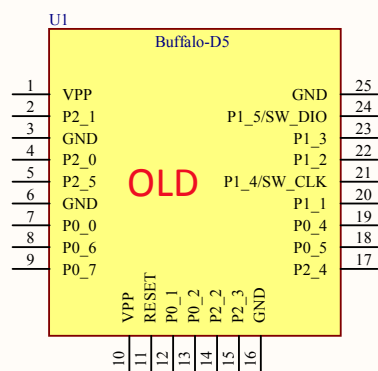 U1
Buffalo-D5
1 VPP GND 25
2 P2_1 P1_5/SW_DIO 24
3 GND P1_3 23
4 P2_0 P1_2 22
5 P2_5 P1_4/SW_CLK 21
6 GND P1_1 20
7 P0_0 P0_4 19
8 P0_6 P0_5 18
9 P0_7 P2_4 17
OLD
VPP
RESET
P0_1
P0_2
P2_2
P2_3
GND
10
11
12
13
14
15
16